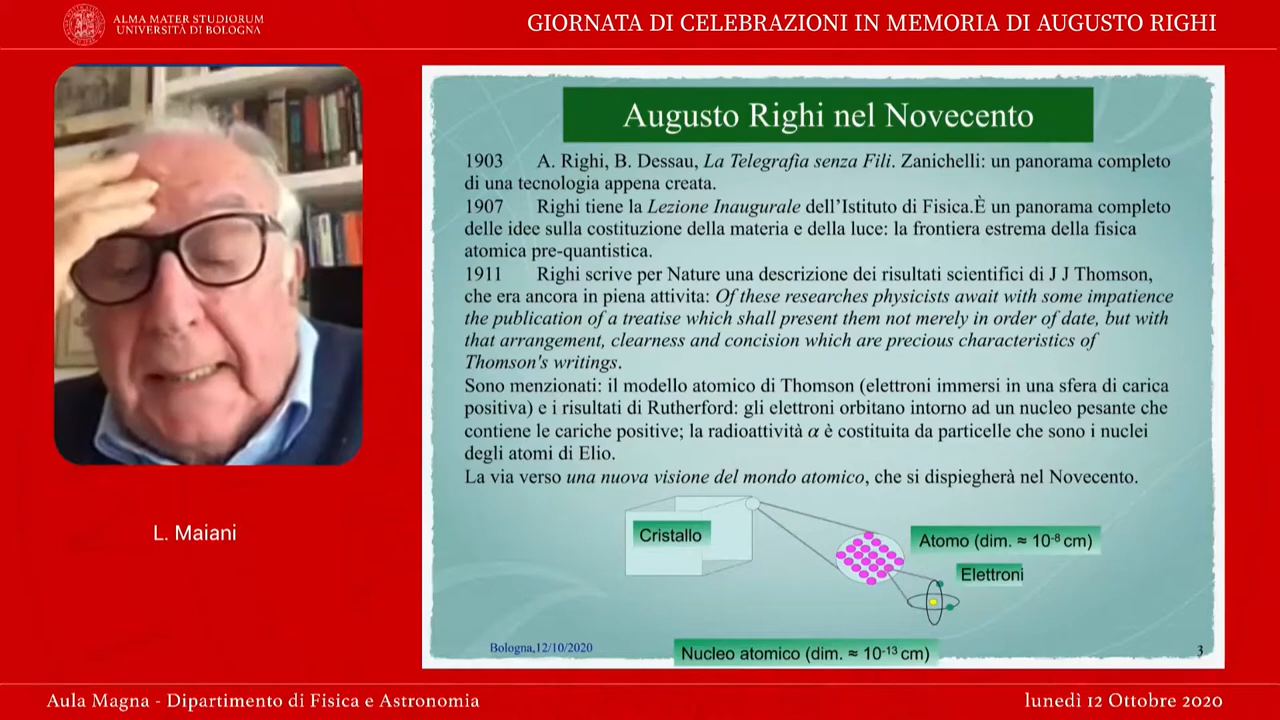 ALMA MATER STUDIORUM
UNIVERSITÀ DI BOLOGNA
GIORNATA DI CELEBRAZIONI IN MEMORIA DI AUGUSTO RIGHI
L. Maiani
Augusto Righi nel Novecento
1903 A. Righi, B. Dessau, La Telegrafia senza Fili. Zanichelli: un panorama completo
di una tecnologia appena creata.
1907 Righi tiene la Lezione Inaugurale dell’Istituto di Fisica.È un panorama completo
delle idee sulla costituzione della materia e della luce: la frontiera estrema della fisica
atomica pre-quantistica.
1911 Righi scrive per Nature una descrizione dei risultati scientifici di J J Thomson,
che era ancora in piena attivita: Of these researches physicists await with some impatience
the publication of a treatise which shall present them not merely in order of date, but with
that arrangement, clearness and concision which are precious characteristics of
Thomson's writings.
Sono menzionati: il modello atomico di Thomson (elettroni immersi in una sfera di carica
positiva) e i risultati di Rutherford: gli elettroni orbitano intorno ad un nucleo pesante che
contiene le cariche positive; la radioattività α è costituita da particelle che sono i nuclei
degli atomi di Elio.
La via verso una nuova visione del mondo atomico, che si dispiegherà nel Novecento.
Cristallo
Atomo (dim. ≈ 10⁻⁸ cm)
Elettroni
Nucleo atomico (dim. ≈ 10⁻¹³ cm)
Bologna,12/10/2020
3
Aula Magna - Dipartimento di Fisica e Astronomia
lunedì 12 Ottobre 2020